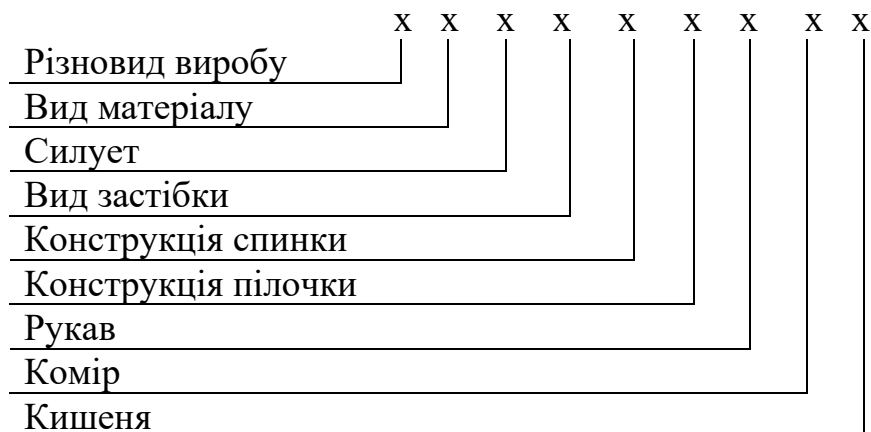 х х х х х х х х х
Різновид виробу
Вид матеріалу
Силует
Вид застібки
Конструкція спинки
Конструкція пілочки
Рукав
Комір
Кишеня